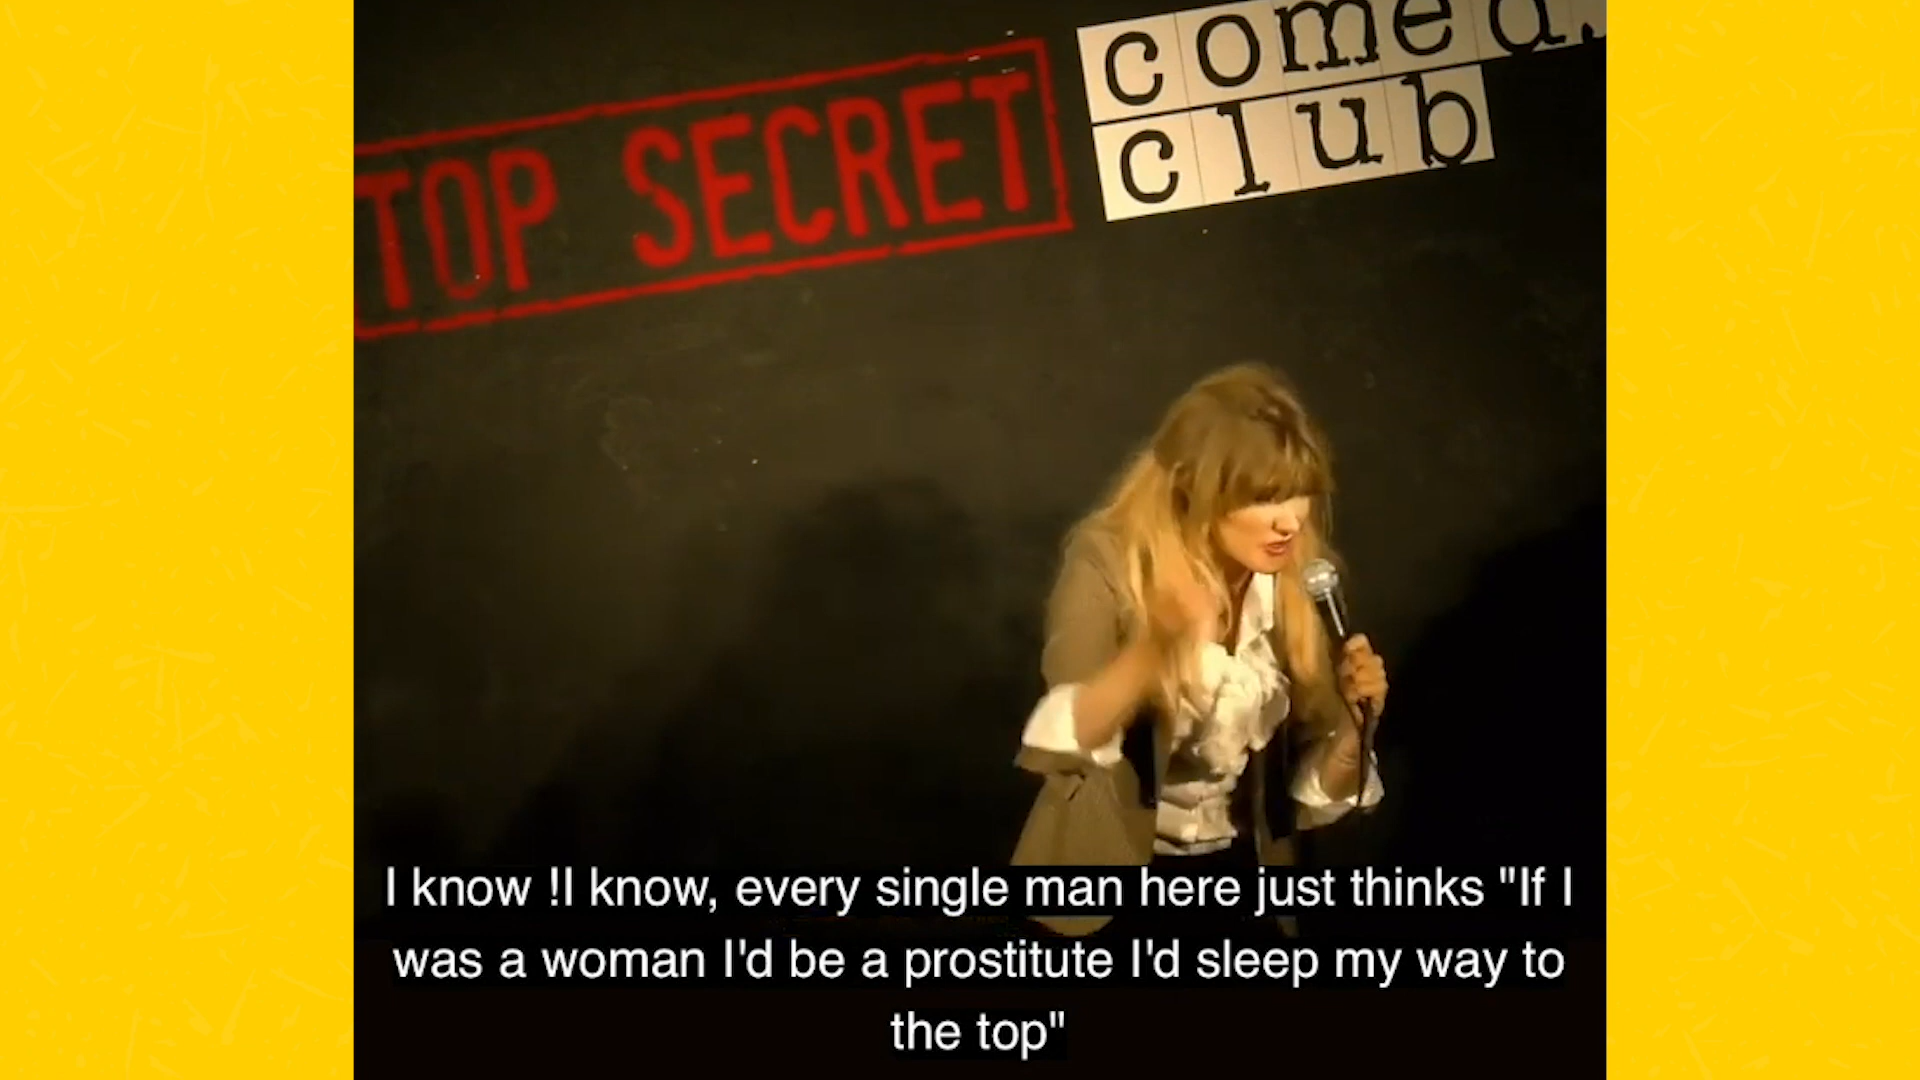 TOP SECRET
comed
club
I know !I know, every single man here just thinks "If I
was a woman I'd be a prostitute I'd sleep my way to
the top"